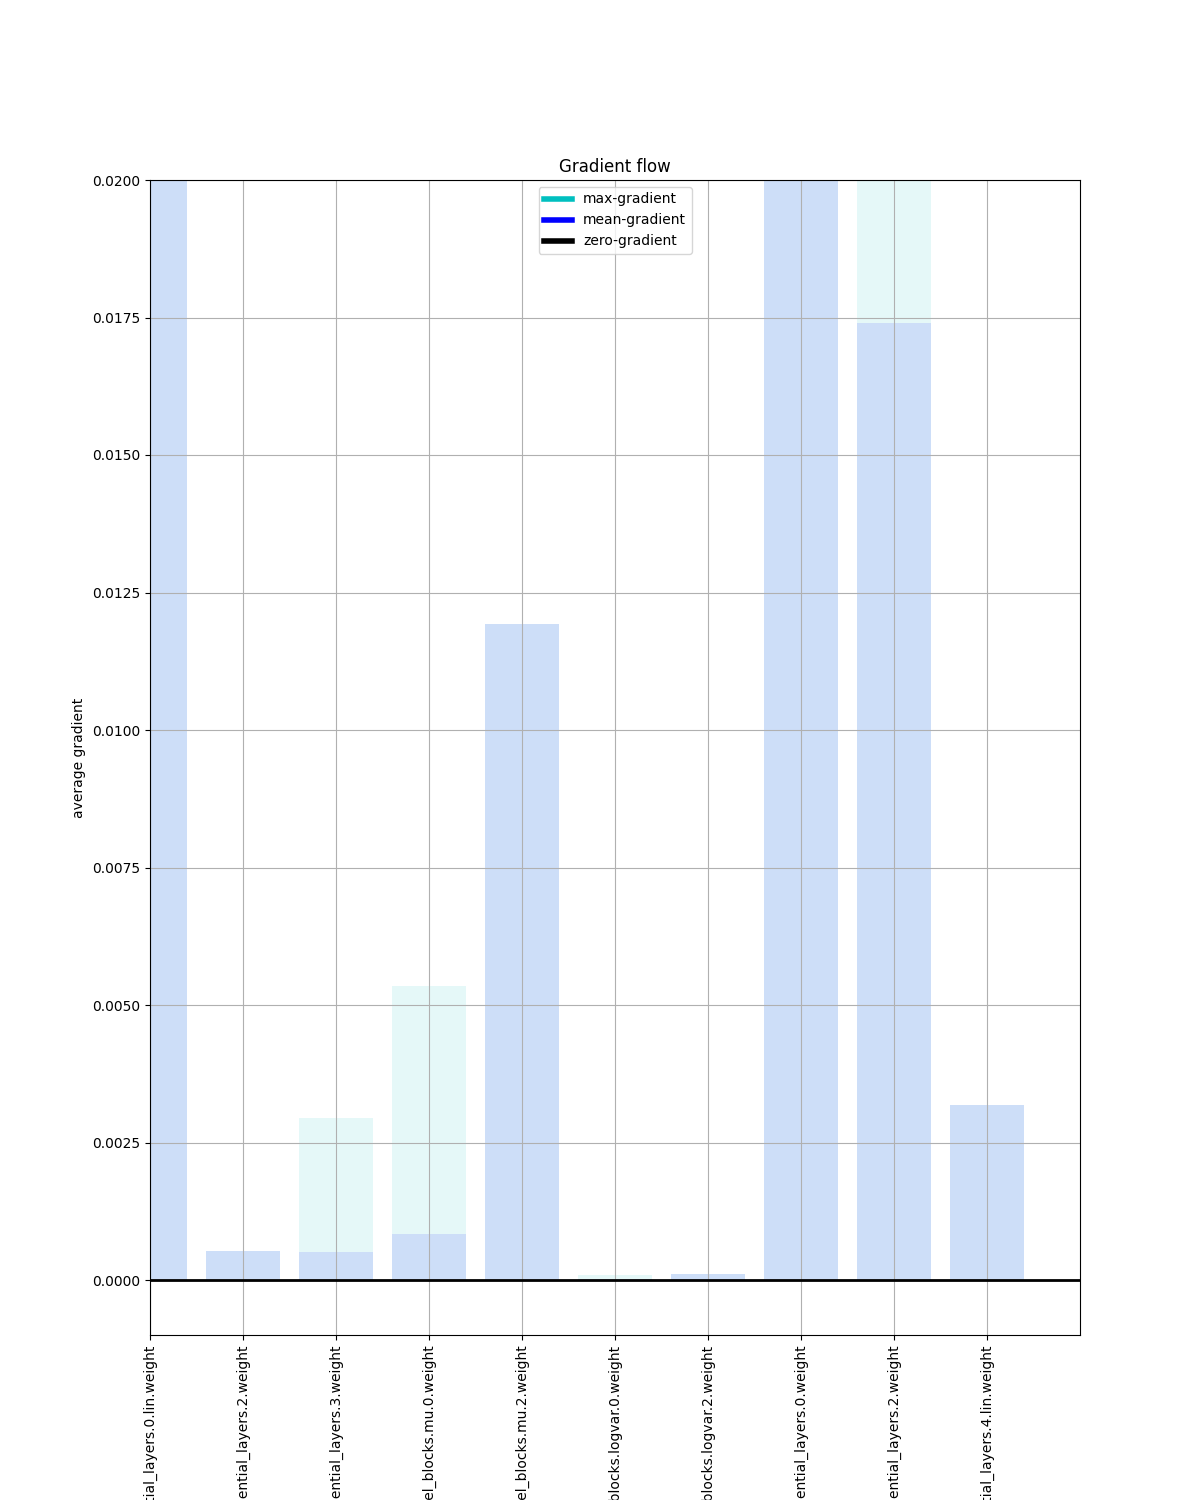 Gradient flow
max-gradient
mean-gradient
zero-gradient
0.0200
0.0175
0.0150
0.0125
0.0100
0.0075
0.0050
0.0025
0.0000
average gradient
tial_layers.0.lin.weight
ential_layers.2.weight
ential_layers.3.weight
el_blocks.mu.0.weight
el_blocks.mu.2.weight
blocks.logvar.0.weight
blocks.logvar.2.weight
ential_layers.0.weight
ential_layers.2.weight
tial_layers.4.lin.weight